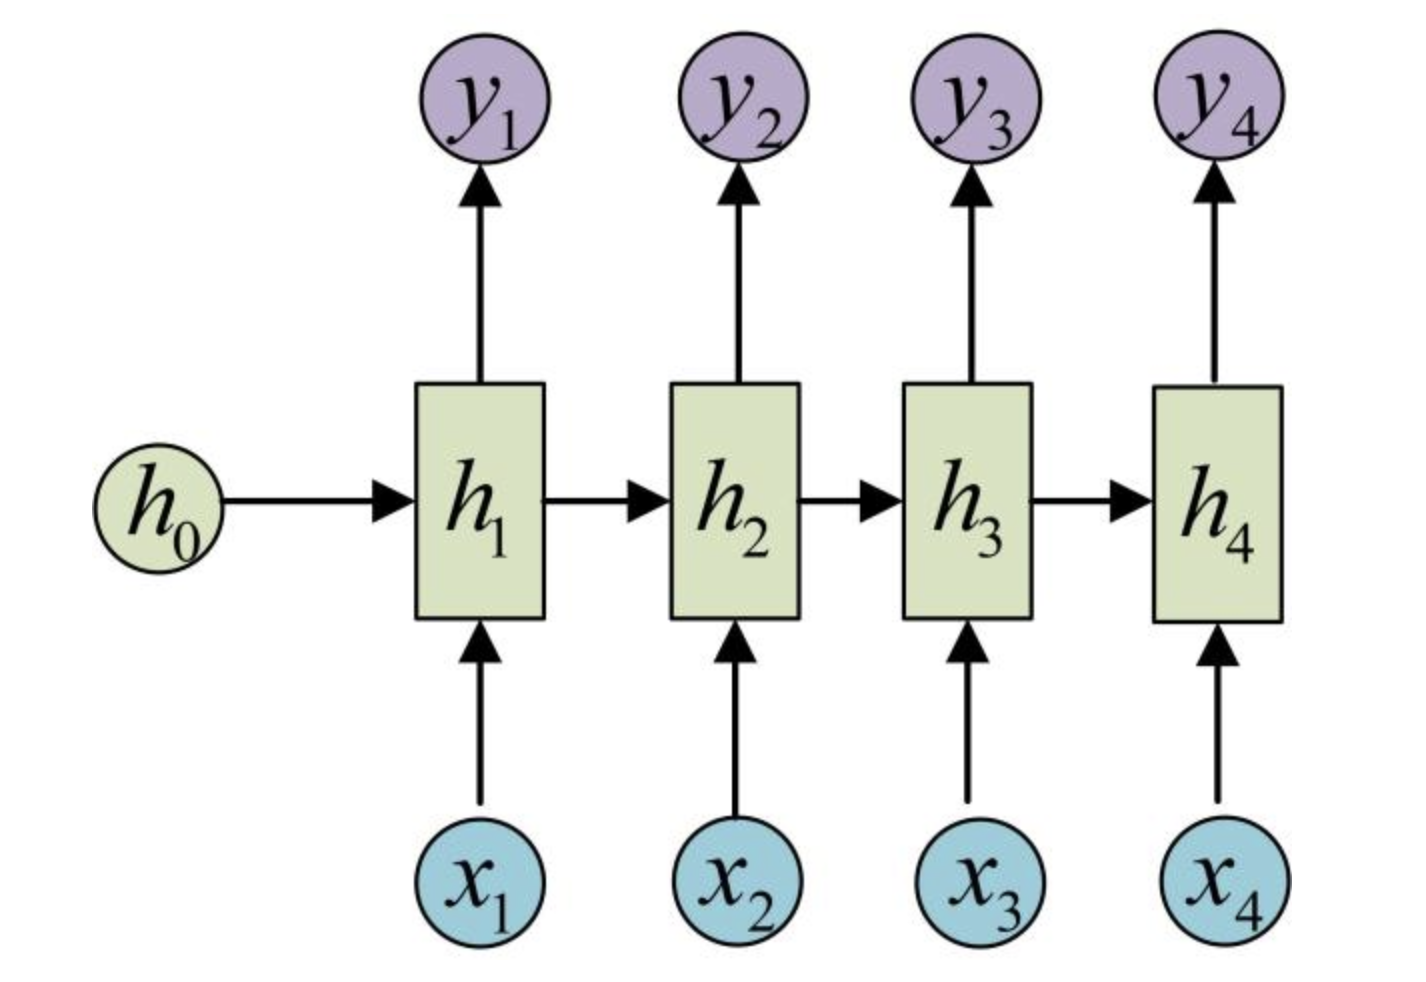 y₁ y₂ y₃ y₄
h₀ h₁ h₂ h₃ h₄
x₁ x₂ x₃ x₄